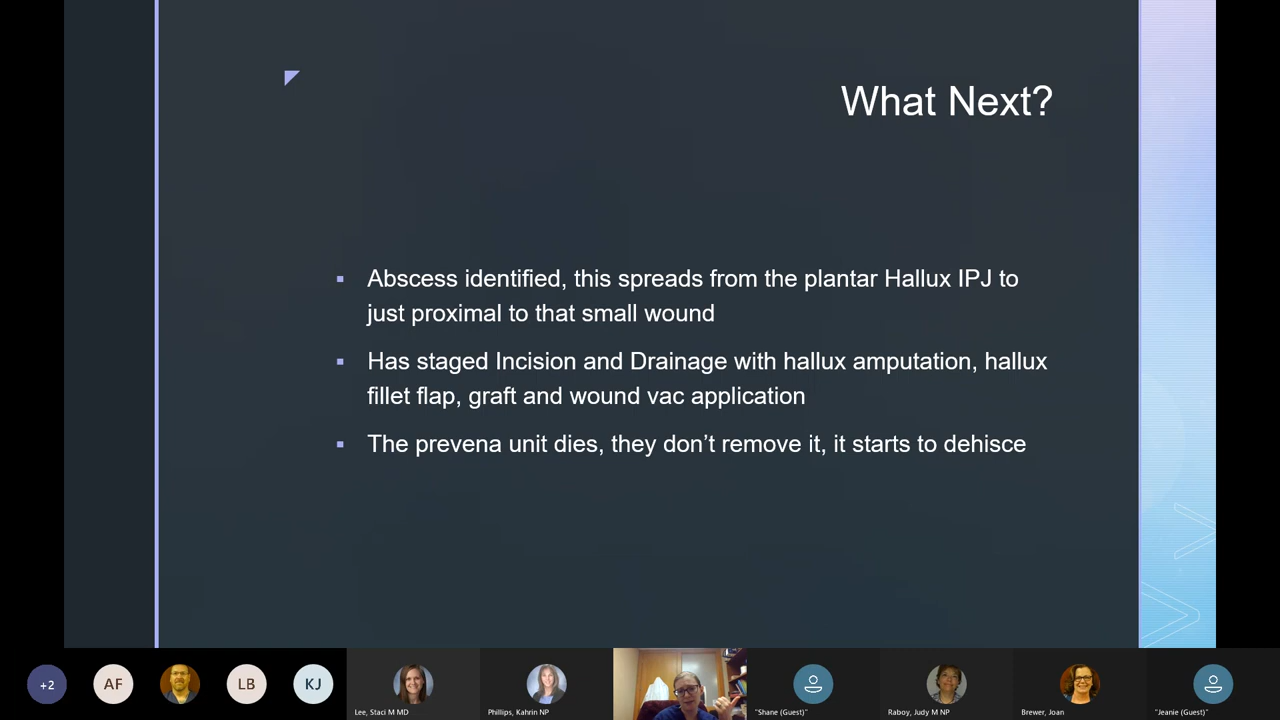 What Next?
▪ Abscess identified, this spreads from the plantar Hallux IPJ to
just proximal to that small wound
▪ Has staged Incision and Drainage with hallux amputation, hallux
fillet flap, graft and wound vac application
▪ The prevena unit dies, they don’t remove it, it starts to dehisce
+2
AF
LB
KJ
Lee, Staci M MD
Phillips, Kahrin NP
"Shane (Guest)"
Raboy, Judy M NP
Brewer, Joan
"Jeanie (Guest)"